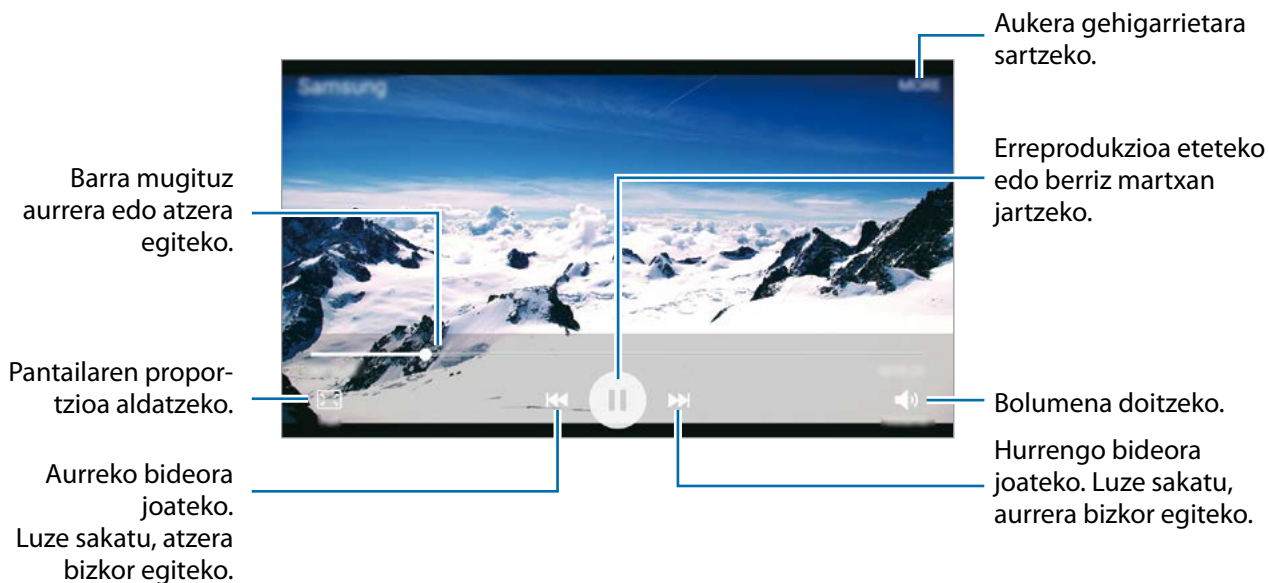 Aukera gehigarrietara
sartzeko.
Samsung
MORE
Erreprodukzioa eteteko
edo berriz martxan
jartzeko.
Barra mugituz
aurrera edo atzera
egiteko.
Pantailaren propor-
tzioa aldatzeko.
Bolumena doitzeko.
Aurreko bideora
joateko.
Luze sakatu, atzera
bizkor egiteko.
Hurrengo bideora
joateko. Luze sakatu,
aurrera bizkor egiteko.